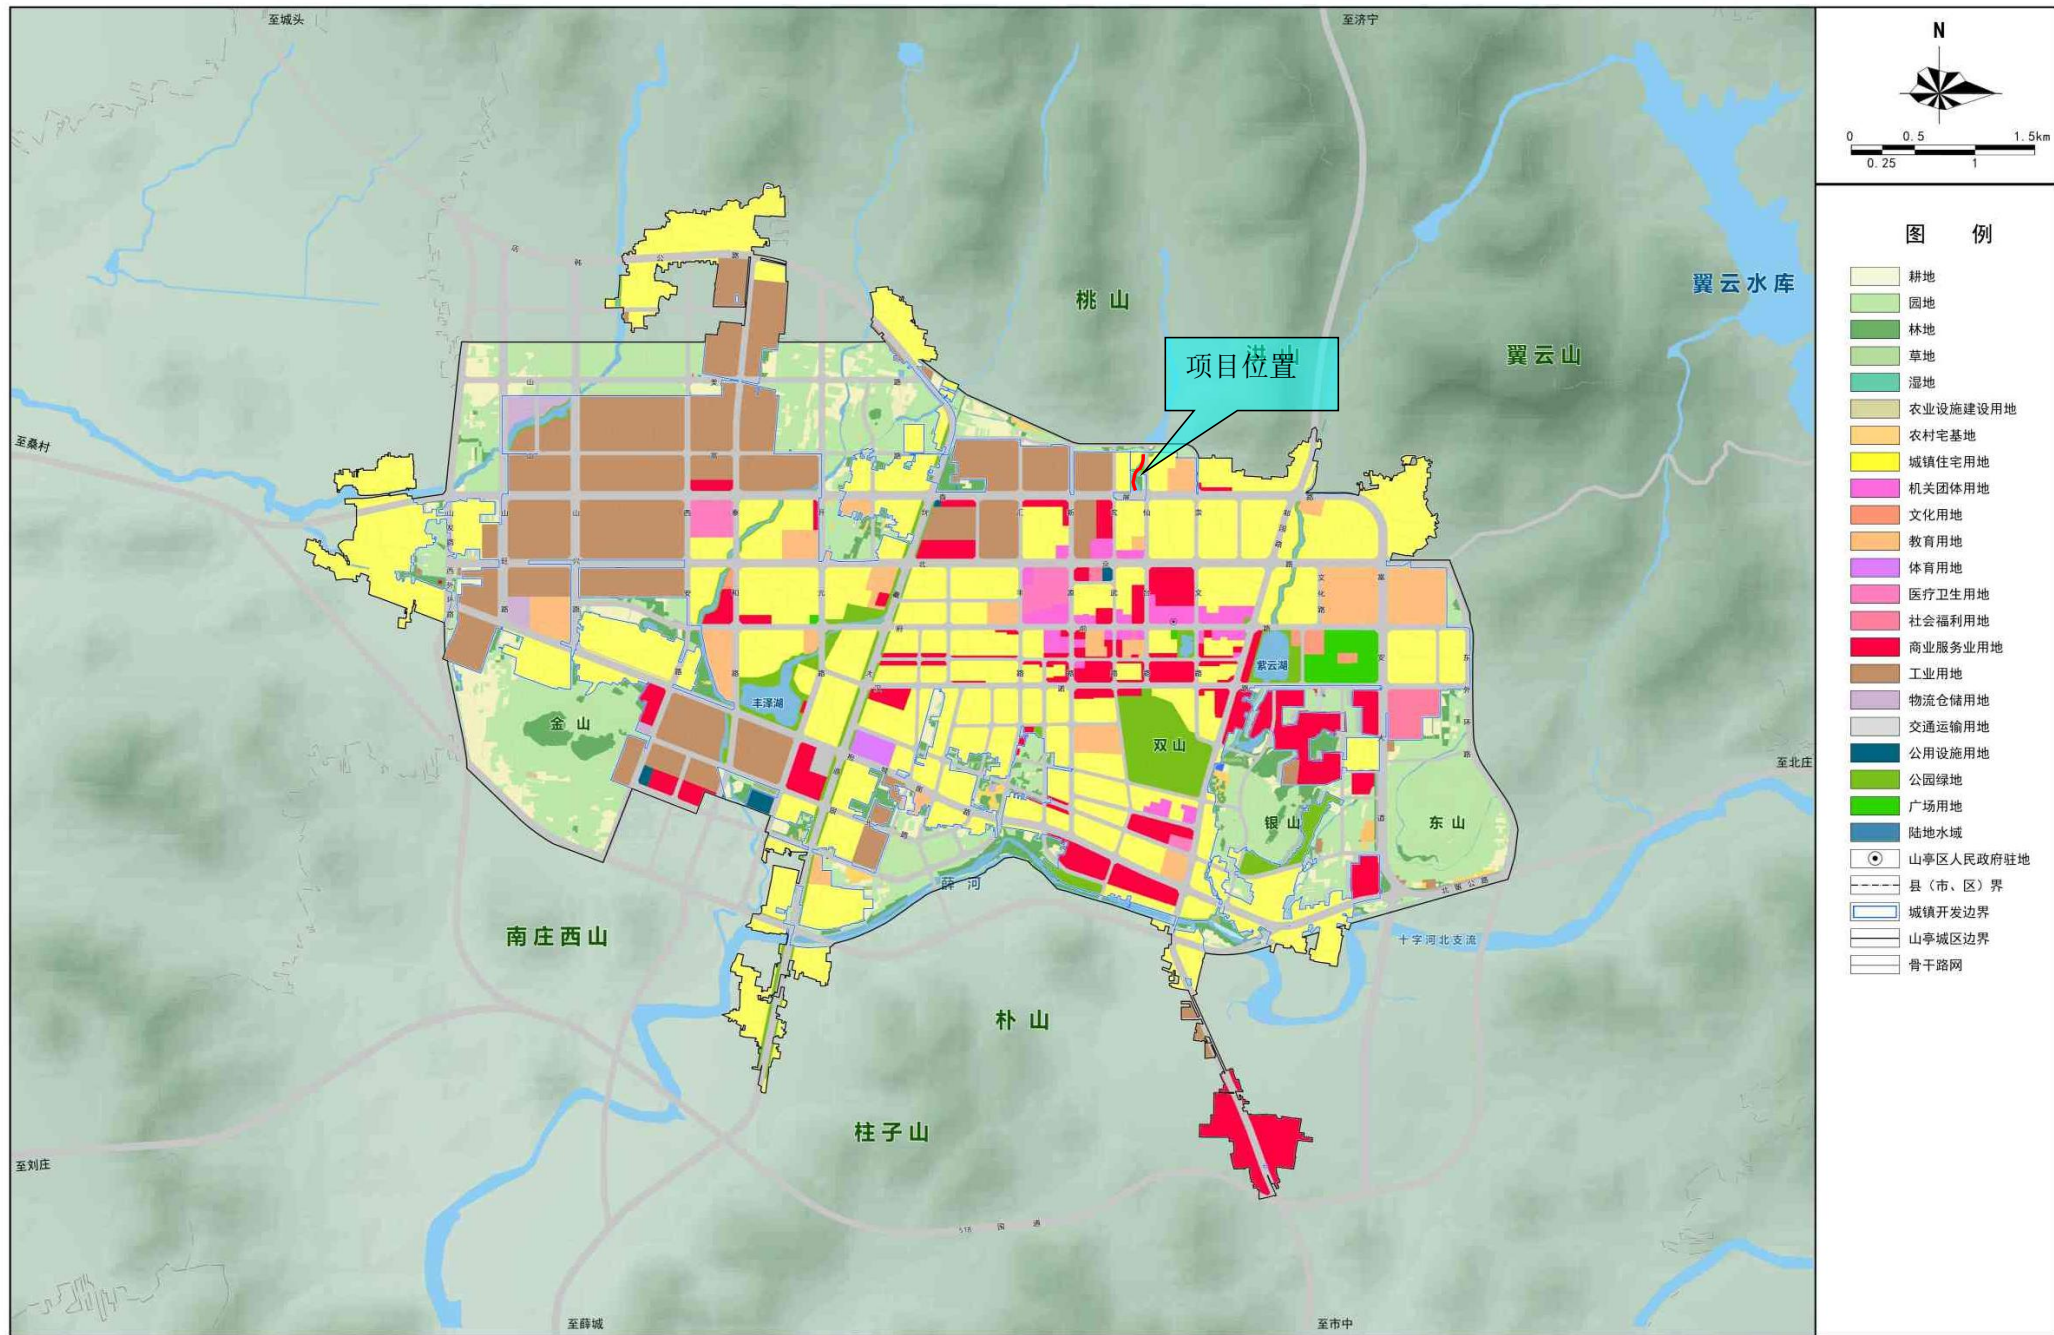 至城头
至济宁
N
0 0.5 1.5km
0.25 1
图 例
耕地
园地
林地
草地
湿地
农业设施建设用地
农村宅基地
城镇住宅用地
机关团体用地
文化用地
教育用地
体育用地
医疗卫生用地
社会福利用地
商业服务业用地
工业用地
物流仓储用地
交通运输用地
公用设施用地
公园绿地
广场用地
陆地水域
山亭区人民政府驻地
县（市、区）界
城镇开发边界
山亭城区边界
骨干路网
翼云水库
桃山
洪山
翼云山
项目位置
至桑村
紫云湖
丰泽湖
金山
双山
至北庄
银山
东山
薛河
南庄西山
十字河北支流
朴山
柱子山
至刘庄
518 国 道
至薛城
至市中